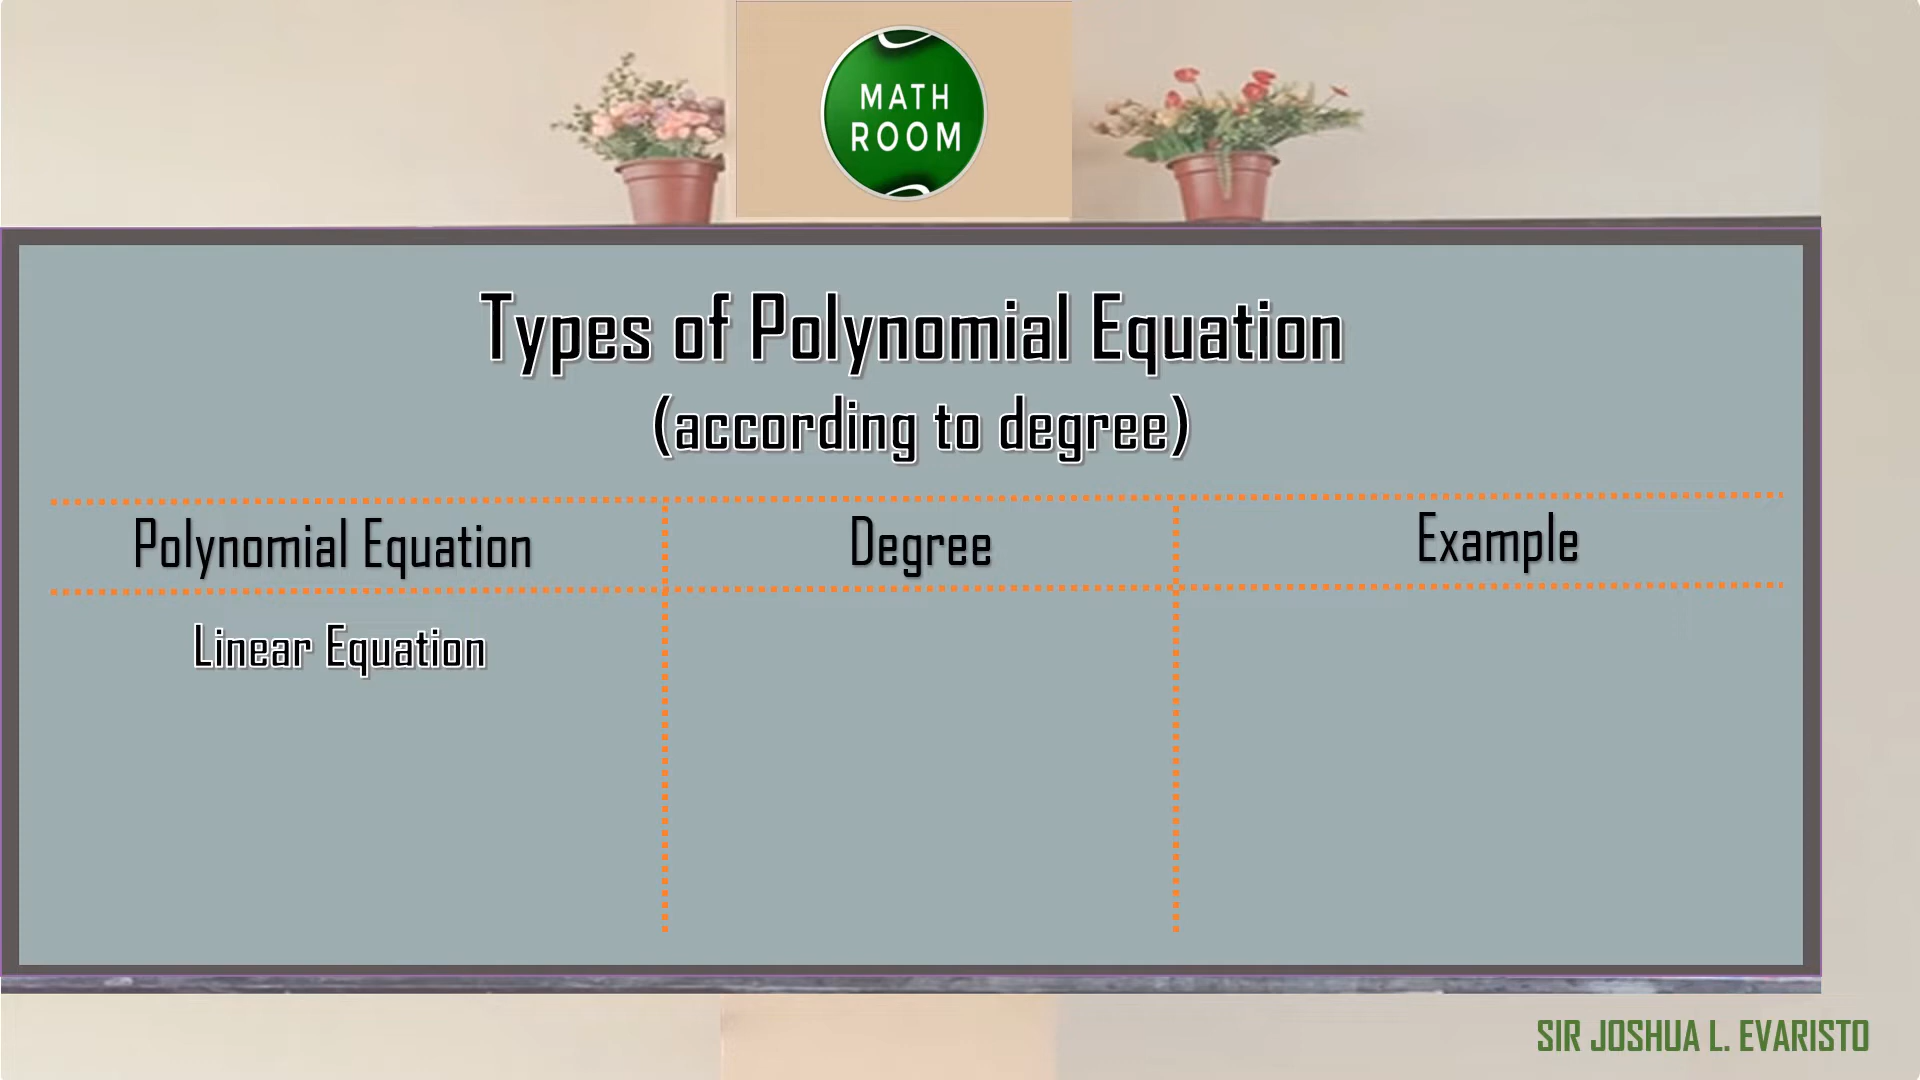 MATH
ROOM
Types of Polynomial Equation
(according to degree)
Polynomial Equation
Degree
Example
Linear Equation
SIR JOSHUA L. EVARISTO